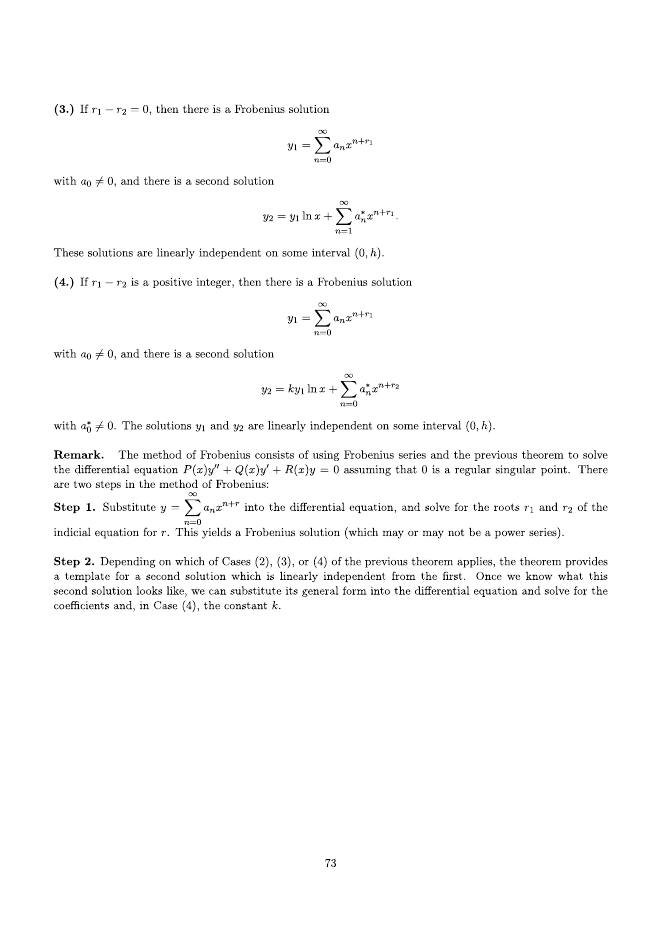 (3.) If r₁ − r₂ = 0, then there is a Frobenius solution
y₁ = ∑_{n=0}^{∞} aₙx^{n+r₁}
with a₀ ≠ 0, and there is a second solution
y₂ = y₁ ln x + ∑_{n=1}^{∞} a*ₙx^{n+r₁}.
These solutions are linearly independent on some interval (0, h).
(4.) If r₁ − r₂ is a positive integer, then there is a Frobenius solution
y₁ = ∑_{n=0}^{∞} aₙx^{n+r₁}
with a₀ ≠ 0, and there is a second solution
y₂ = ky₁ ln x + ∑_{n=0}^{∞} a*ₙx^{n+r₂}
with a*₀ ≠ 0. The solutions y₁ and y₂ are linearly independent on some interval (0, h).
Remark. The method of Frobenius consists of using Frobenius series and the previous theorem to solve
the differential equation P(x)y″ + Q(x)y′ + R(x)y = 0 assuming that 0 is a regular singular point. There
are two steps in the method of Frobenius:
Step 1. Substitute y = ∑_{n=0}^{∞} aₙx^{n+r} into the differential equation, and solve for the roots r₁ and r₂ of the
indicial equation for r. This yields a Frobenius solution (which may or may not be a power series).
Step 2. Depending on which of Cases (2), (3), or (4) of the previous theorem applies, the theorem provides
a template for a second solution which is linearly independent from the first. Once we know what this
second solution looks like, we can substitute its general form into the differential equation and solve for the
coefficients and, in Case (4), the constant k.
73